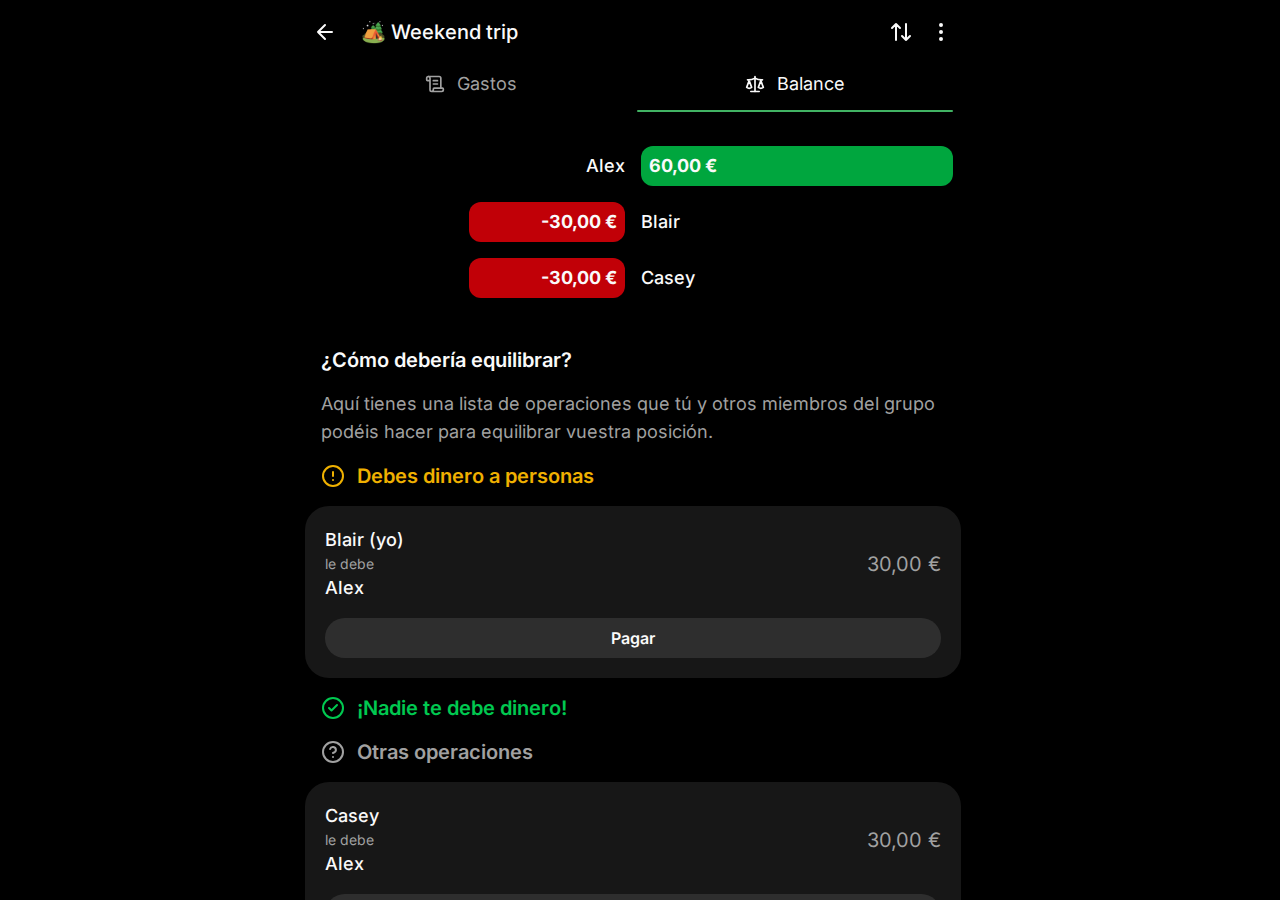 🏕️ Weekend trip
Gastos
Balance
Alex 60,00 €
-30,00 € Blair
-30,00 € Casey
¿Cómo debería equilibrar?
Aquí tienes una lista de operaciones que tú y otros miembros del grupo
podéis hacer para equilibrar vuestra posición.
Debes dinero a personas
Blair (yo)
le debe
Alex
30,00 €
Pagar
¡Nadie te debe dinero!
Otras operaciones
Casey
le debe
Alex
30,00 €